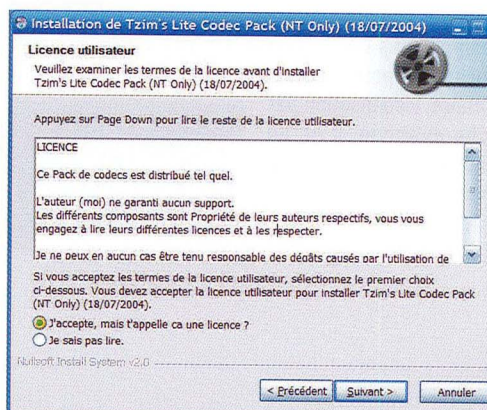 Installation de Tzim's Lite Codec Pack (NT Only) (18/07/2004)
Licence utilisateur
Veuillez examiner les termes de la licence avant d'installer
Tzim's Lite Codec Pack (NT Only) (18/07/2004).
Appuyez sur Page Down pour lire le reste de la licence utilisateur.
LICENCE
Ce Pack de codecs est distribué tel quel.
L'auteur (moi) ne garanti aucun support.
Les différents composants sont Propriété de leurs auteurs respectifs, vous vous
engagez à lire leurs différentes licences et à les respecter.
Je ne peux en aucun cas être tenu responsable des dégâts causés par l'utilisation de
Si vous acceptez les termes de la licence utilisateur, sélectionnez le premier choix
ci-dessous. Vous devez accepter la licence utilisateur pour installer Tzim's Lite Codec Pack
(NT Only) (18/07/2004).
J'accepte, mais t'appelle ca une licence ?
Je sais pas lire.
Nullsoft Install System v2.0
< Précédent
Suivant >
Annuler